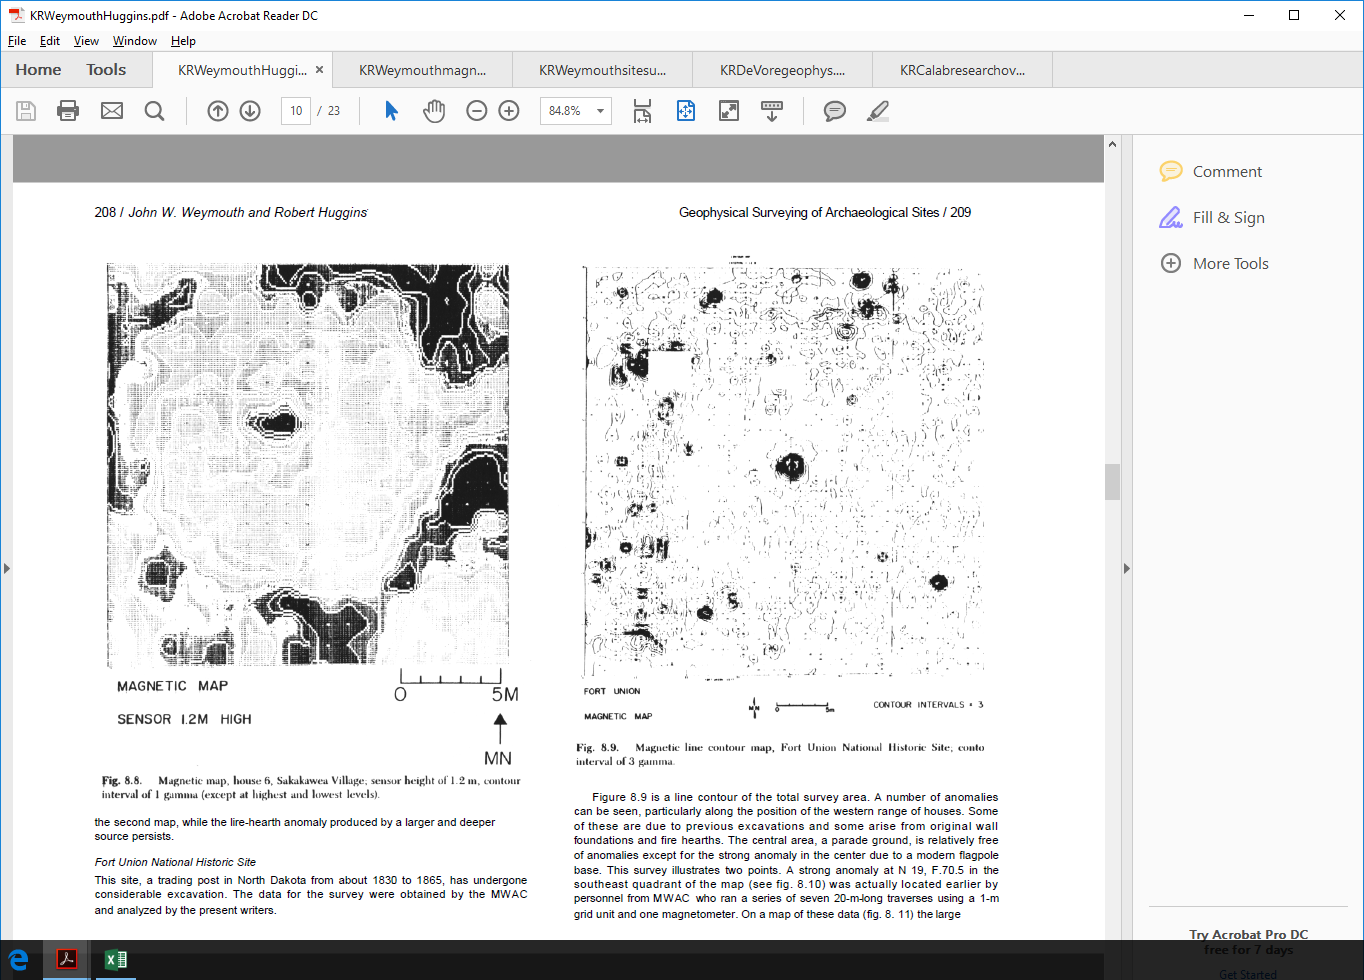 KRWeymouthHuggins.pdf - Adobe Acrobat Reader DC
File Edit View Window Help
Home Tools KRWeymouthHuggi... KRWeymouthmagn... KRWeymouthsitesu... KRDeVoregeophys.... KRCalabresearchov...
10 / 23 84.8%
Comment
Fill & Sign
More Tools
208 / John W. Weymouth and Robert Huggins
MAGNETIC MAP
SENSOR 1.2M HIGH
0 5M
MN
Fig. 8.8. Magnetic map, house 6, Sakakawea Village; sensor height of 1.2 m, contour
interval of 1 gamma (except at highest and lowest levels).
the second map, while the lire-hearth anomaly produced by a larger and deeper
source persists.
Fort Union National Historic Site
This site, a trading post in North Dakota from about 1830 to 1865, has undergone
considerable excavation. The data for the survey were obtained by the MWAC
and analyzed by the present writers.
Geophysical Surveying of Archaeological Sites / 209
FORT UNION
MAGNETIC MAP
0 5m
CONTOUR INTERVALS = 3
Fig. 8.9. Magnetic line contour map, Fort Union National Historic Site; conto
interval of 3 gamma.
Figure 8.9 is a line contour of the total survey area. A number of anomalies
can be seen, particularly along the position of the western range of houses. Some
of these are due to previous excavations and some arise from original wall
foundations and fire hearths. The central area, a parade ground, is relatively free
of anomalies except for the strong anomaly in the center due to a modern flagpole
base. This survey illustrates two points. A strong anomaly at N 19, F.70.5 in the
southeast quadrant of the map (see fig. 8.10) was actually located earlier by
personnel from MWAC who ran a series of seven 20-m-long traverses using a 1-m
grid unit and one magnetometer. On a map of these data (fig. 8. 11) the large
Try Acrobat Pro DC
free for 7 days
Get Started